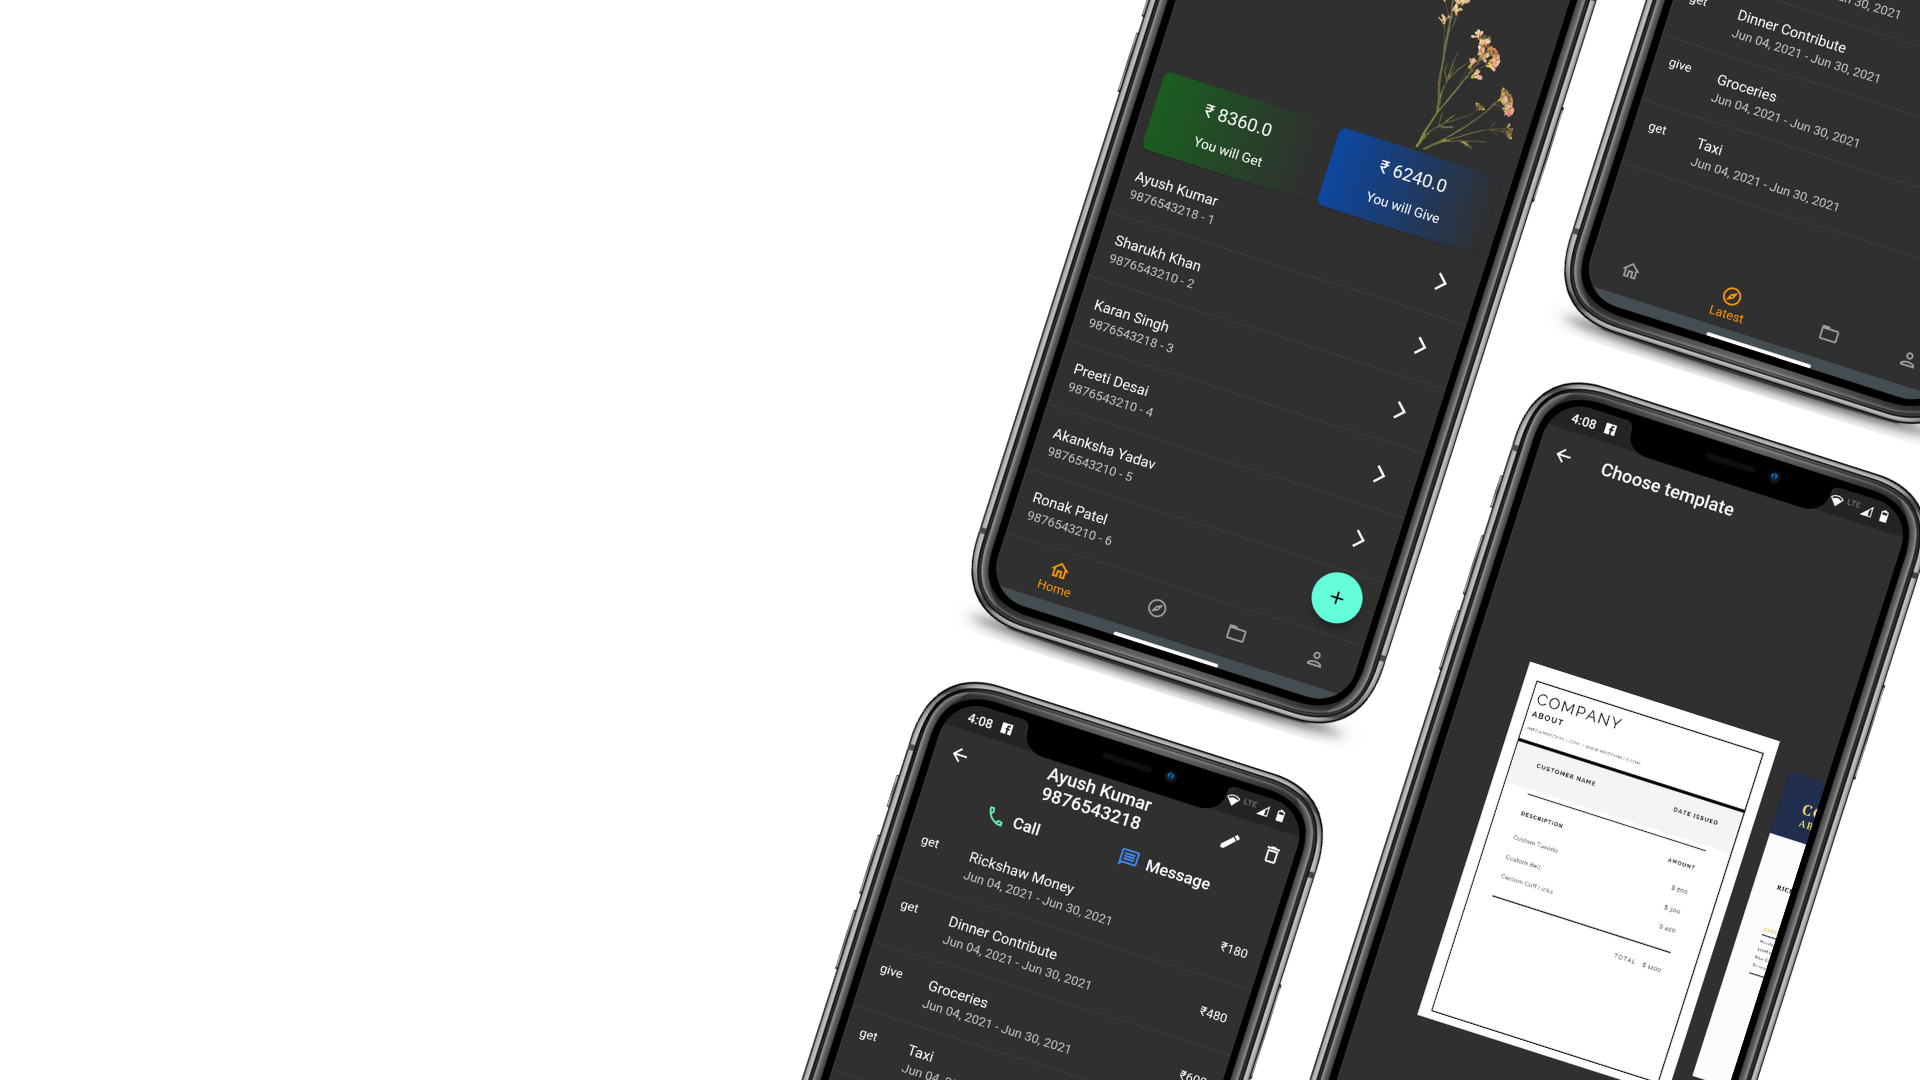 ₹ 8360.0
You will Get
₹ 6240.0
You will Give
Ayush Kumar
9876543218 - 1
Sharukh Khan
9876543210 - 2
Karan Singh
9876543218 - 3
Preeti Desai
9876543210 - 4
Akanksha Yadav
9876543210 - 5
Ronak Patel
9876543210 - 6
Home
get
Dinner Contribute
Jun 04, 2021 - Jun 30, 2021
give
Groceries
Jun 04, 2021 - Jun 30, 2021
get
Taxi
Jun 04, 2021 - Jun 30, 2021
Latest
4:08
LTE
Ayush Kumar
9876543218
Call
Message
get
Rickshaw Money
Jun 04, 2021 - Jun 30, 2021
₹180
get
Dinner Contribute
Jun 04, 2021 - Jun 30, 2021
₹480
give
Groceries
Jun 04, 2021 - Jun 30, 2021
get
Taxi
Jun 04,
4:08
LTE
Choose template
COMPANY
ABOUT
CUSTOMER NAME
DATE ISSUED
DESCRIPTION
AMOUNT
Custom Tuxedo
$ 500
Custom Belt
$ 300
Custom Cuff Links
$ 400
TOTAL $ 1200